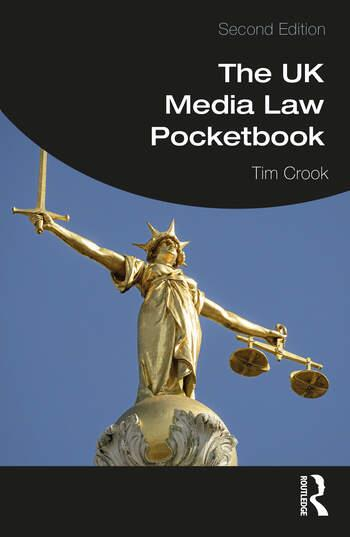 Second Edition
The UK
Media Law
Pocketbook
Tim Crook
ROUTLEDGE